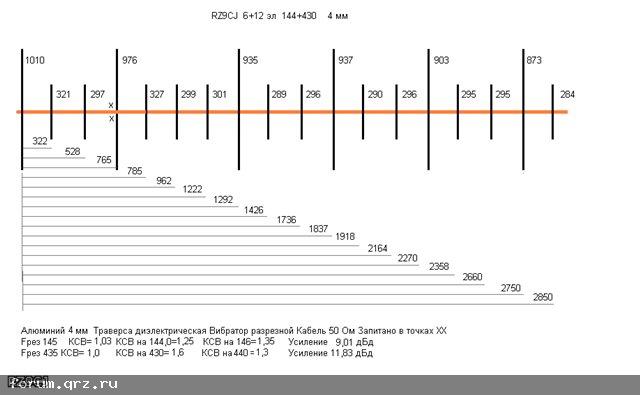 RZ9CJ 6+12 эл 144+430 4 мм
1010 976 935 937 903 873
321 297 327 299 301 289 296 290 296 295 295 284
x
x
322
528
765
785
962
1222
1292
1426
1736
1837
1918
2164
2270
2358
2660
2750
2850
Алюминий 4 мм Траверса диэлектрическая Вибратор разрезной Кабель 50 Ом Запитано в точках ХХ
Fрез 145 КСВ= 1,03 КСВ на 144,0=1,25 КСВ на 146=1,35 Усиление 9,01 дБд
Fрез 435 КСВ= 1,0 КСВ на 430= 1,6 КСВ на440 = 1,3 Усиление 11,83 дБд
forum.qrz.ru